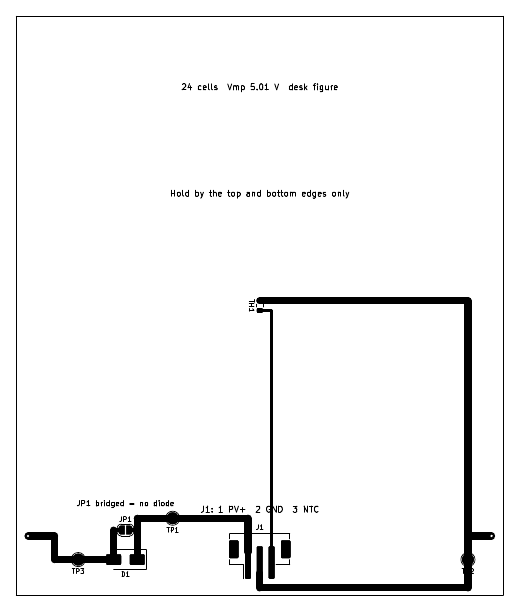 24 cells  Vmp 5.01 V  desk figure
Hold by the top and bottom edges only
TH1
JP1 bridged — no diode
J1: 1 PV+  2 GND  3 NTC
JP1
TP1
J1
TP3
D1
TP2